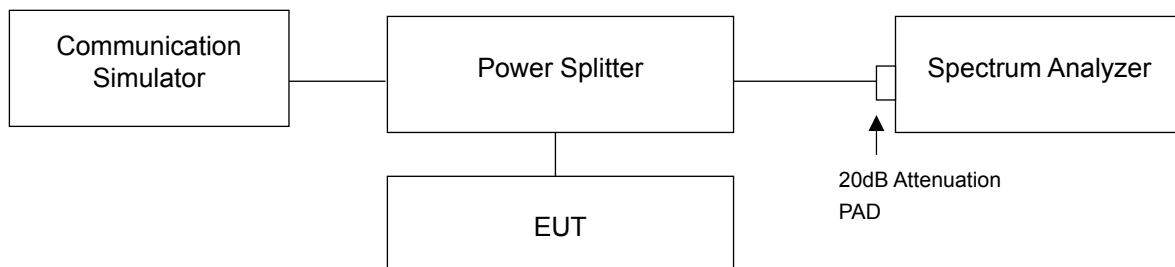 Communication
Simulator
Power Splitter
Spectrum Analyzer
20dB Attenuation
PAD
EUT